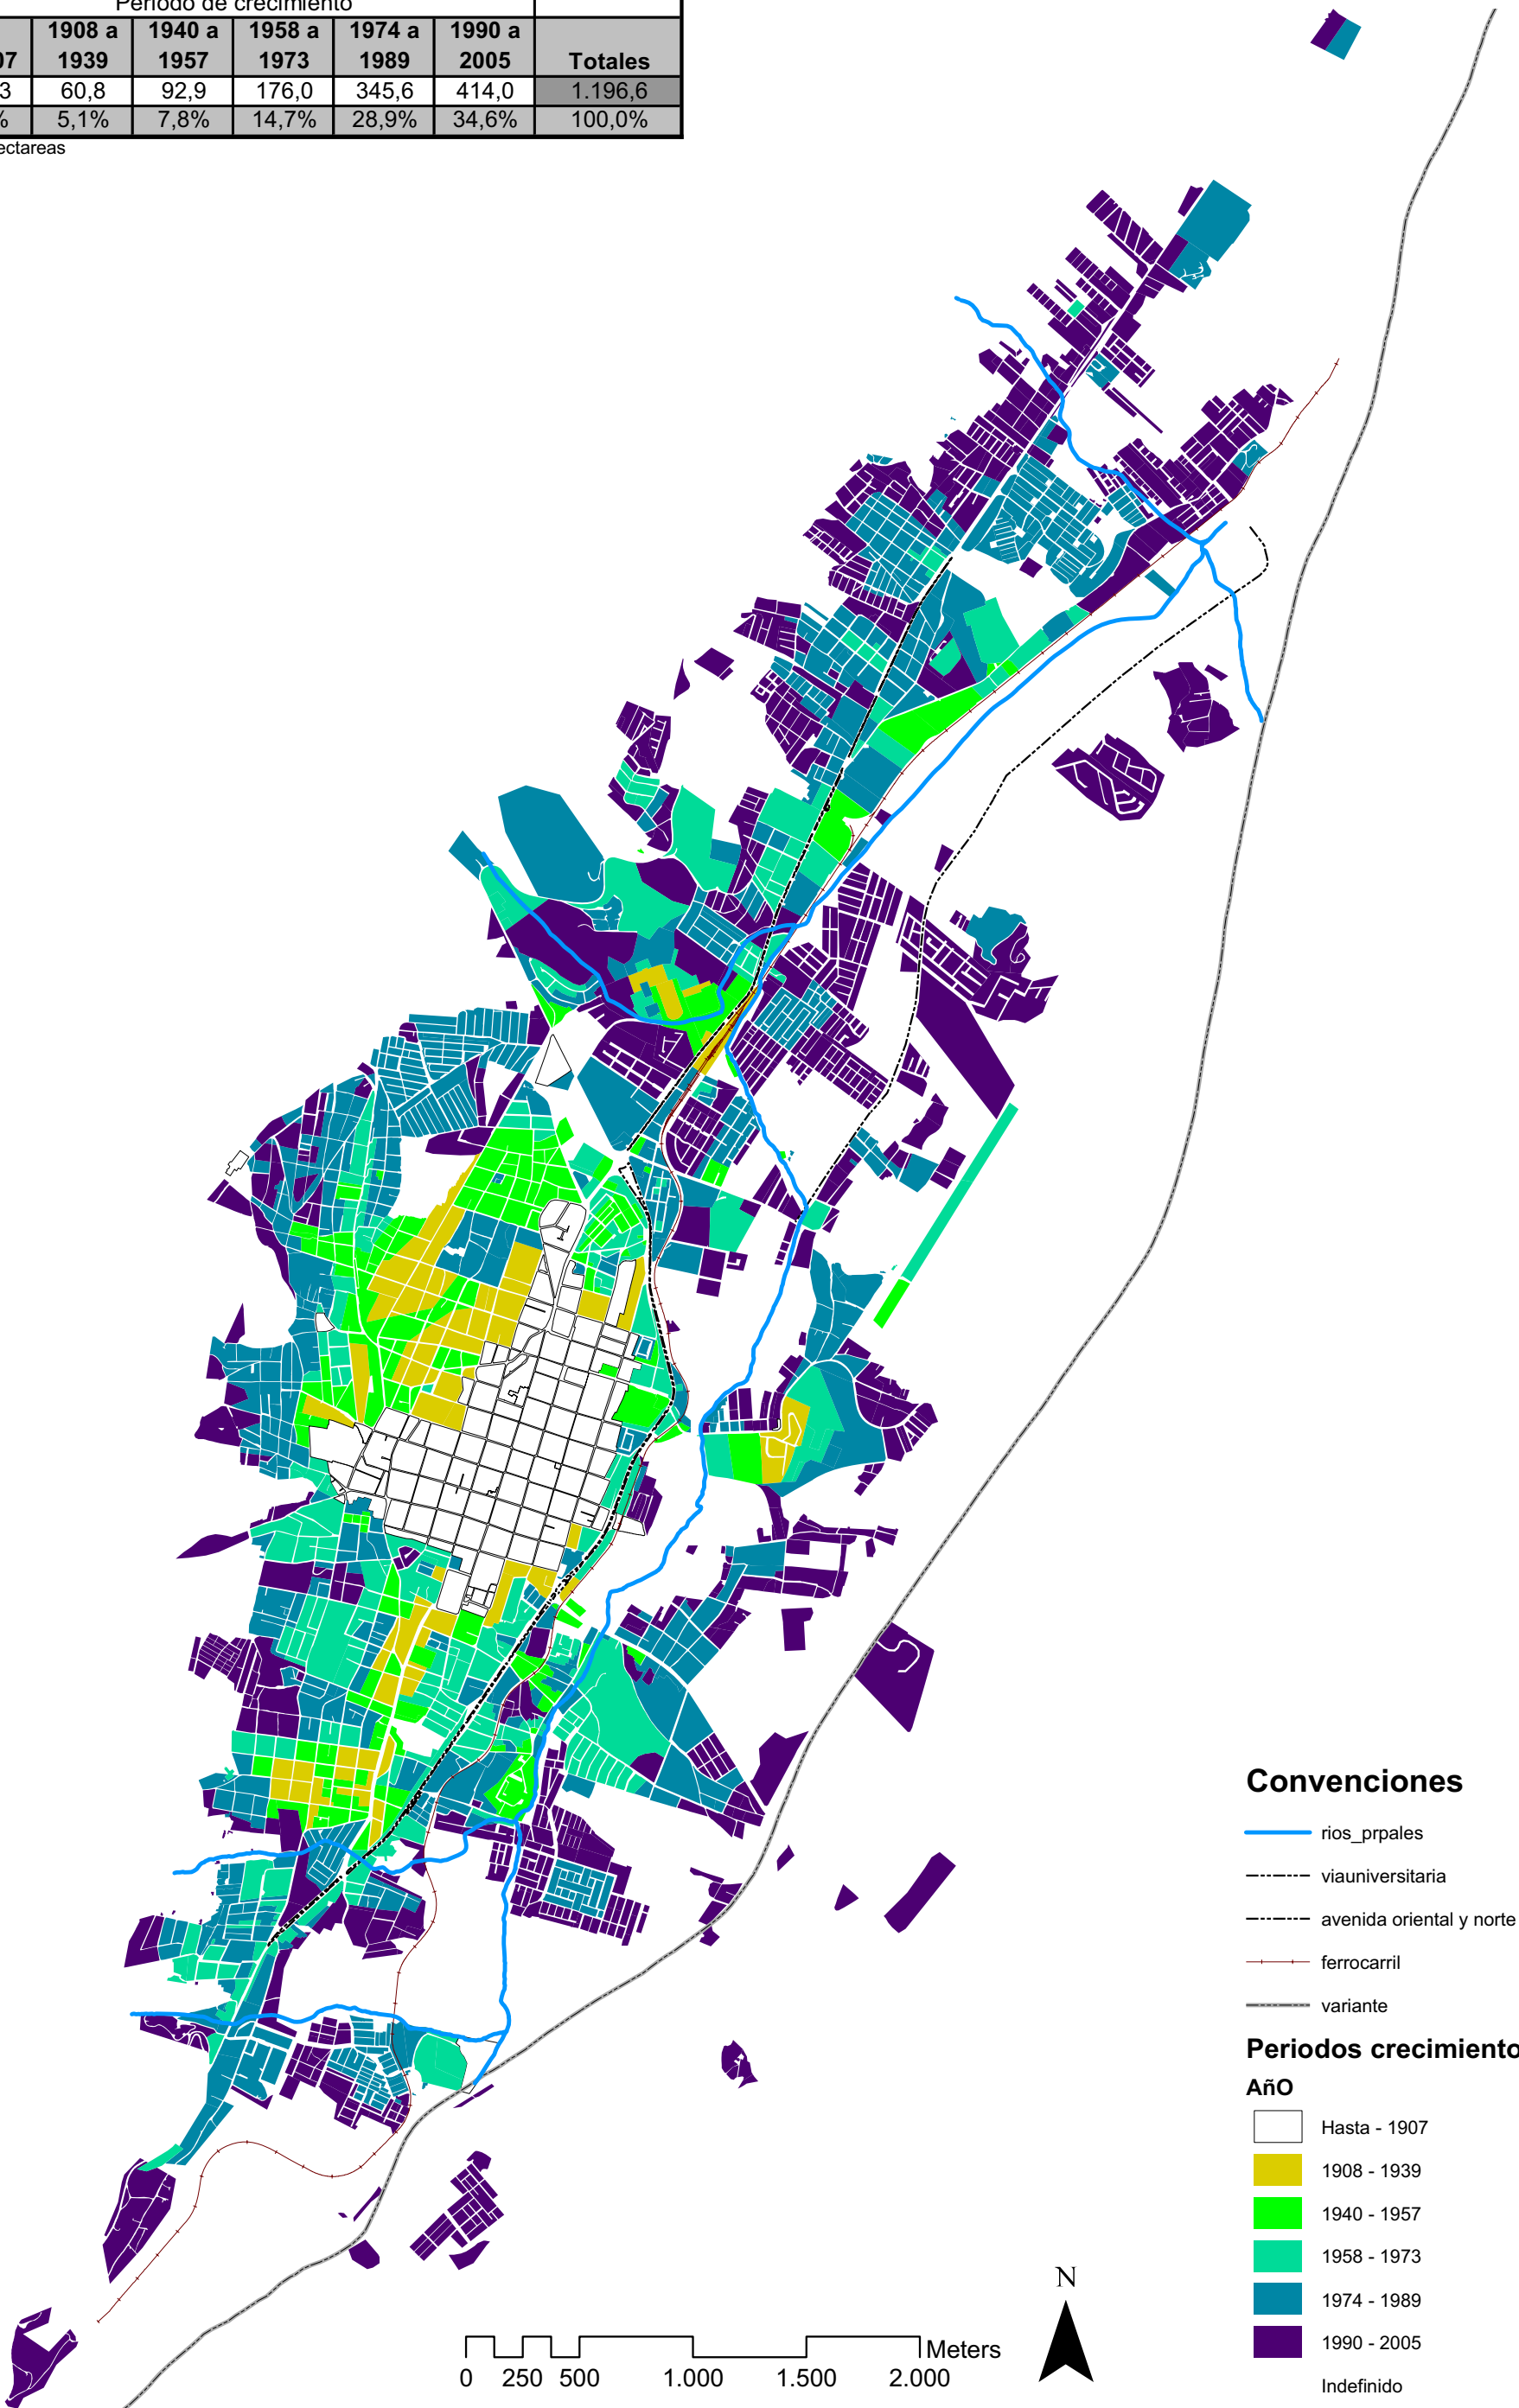 Período de crecimiento
1908 a 1940 a 1958 a 1974 a 1990 a
07 1939 1957 1973 1989 2005 Totales
3 60,8 92,9 176,0 345,6 414,0 1.196,6
% 5,1% 7,8% 14,7% 28,9% 34,6% 100,0%
ectareas
Convenciones
rios_prpales
viauniversitaria
avenida oriental y norte
ferrocarril
variante
Periodos crecimiento
AñO
Hasta - 1907
1908 - 1939
1940 - 1957
1958 - 1973
1974 - 1989
1990 - 2005
Indefinido
N
Meters
0 250 500 1.000 1.500 2.000